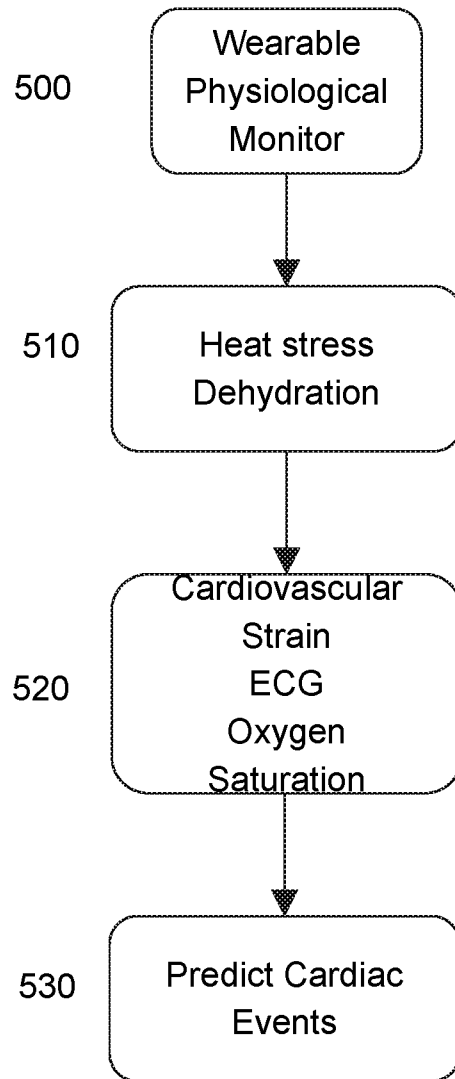 500
Wearable
Physiological
Monitor
510
Heat stress
Dehydration
520
Cardiovascular
Strain
ECG
Oxygen
Saturation
530
Predict Cardiac
Events